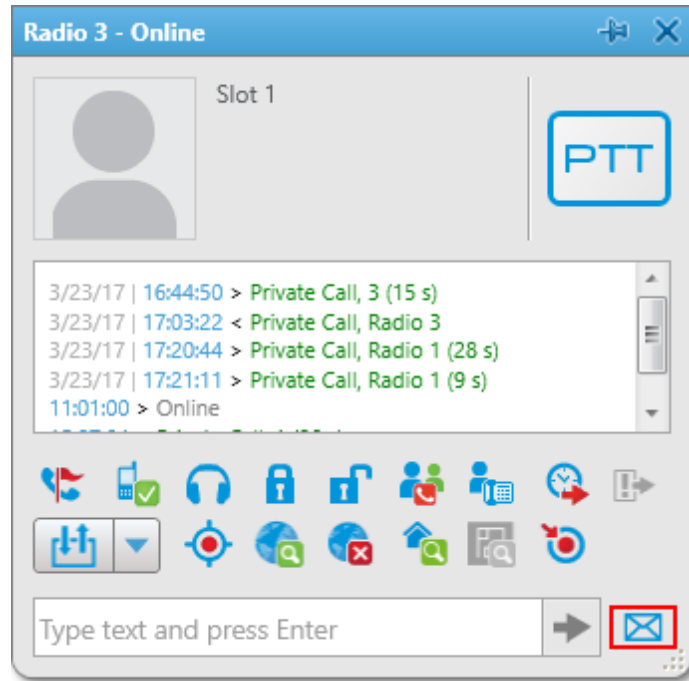 Radio 3 - Online
Slot 1
PTT
3/23/17 | 16:44:50 > Private Call, 3 (15 s)
3/23/17 | 17:03:22 < Private Call, Radio 3
3/23/17 | 17:20:44 > Private Call, Radio 1 (28 s)
3/23/17 | 17:21:11 > Private Call, Radio 1 (9 s)
11:01:00 > Online
Type text and press Enter